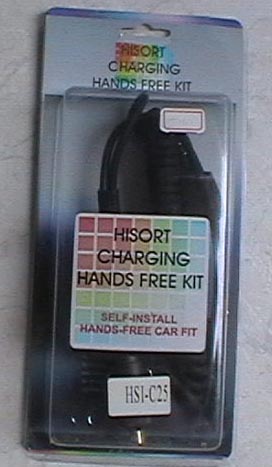 HISORT
CHARGING
HANDS FREE KIT
HISORT
CHARGING
HANDS FREE KIT
SELF-INSTALL
HANDS-FREE CAR FIT
HSI-C25